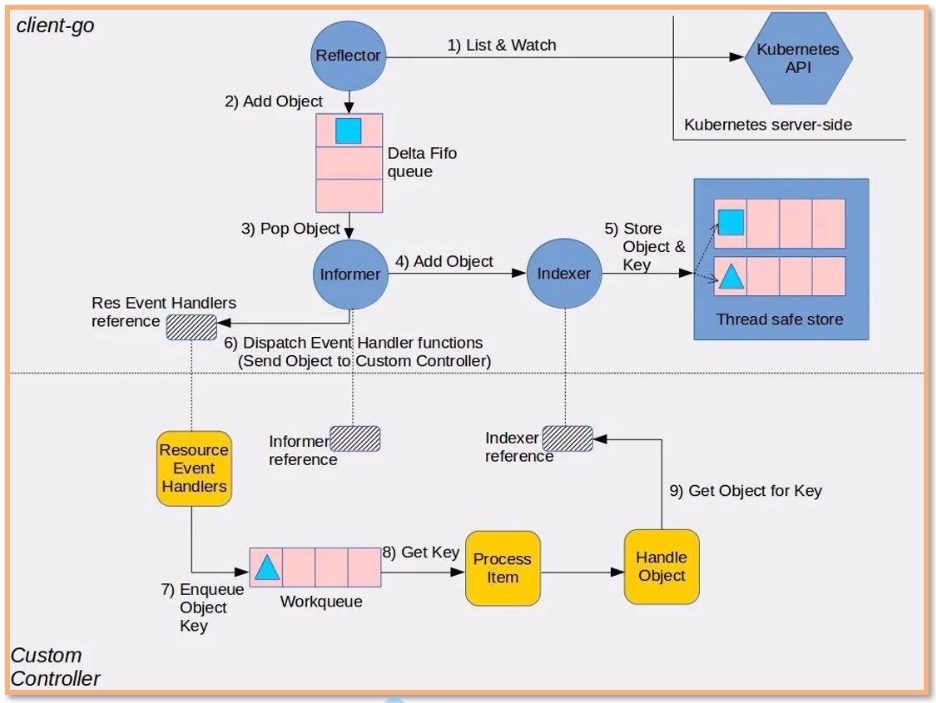 client-go
Reflector
1) List & Watch
Kubernetes
API
Kubernetes server-side
2) Add Object
Delta Fifo
queue
3) Pop Object
Informer
4) Add Object
Indexer
5) Store
Object &
Key
Thread safe store
Res Event Handlers
reference
6) Dispatch Event Handler functions
(Send Object to Custom Controller)
Resource
Event
Handlers
Informer
reference
Indexer
reference
9) Get Object for Key
7) Enqueue
Object
Key
Workqueue
8) Get Key
Process
Item
Handle
Object
Custom
Controller